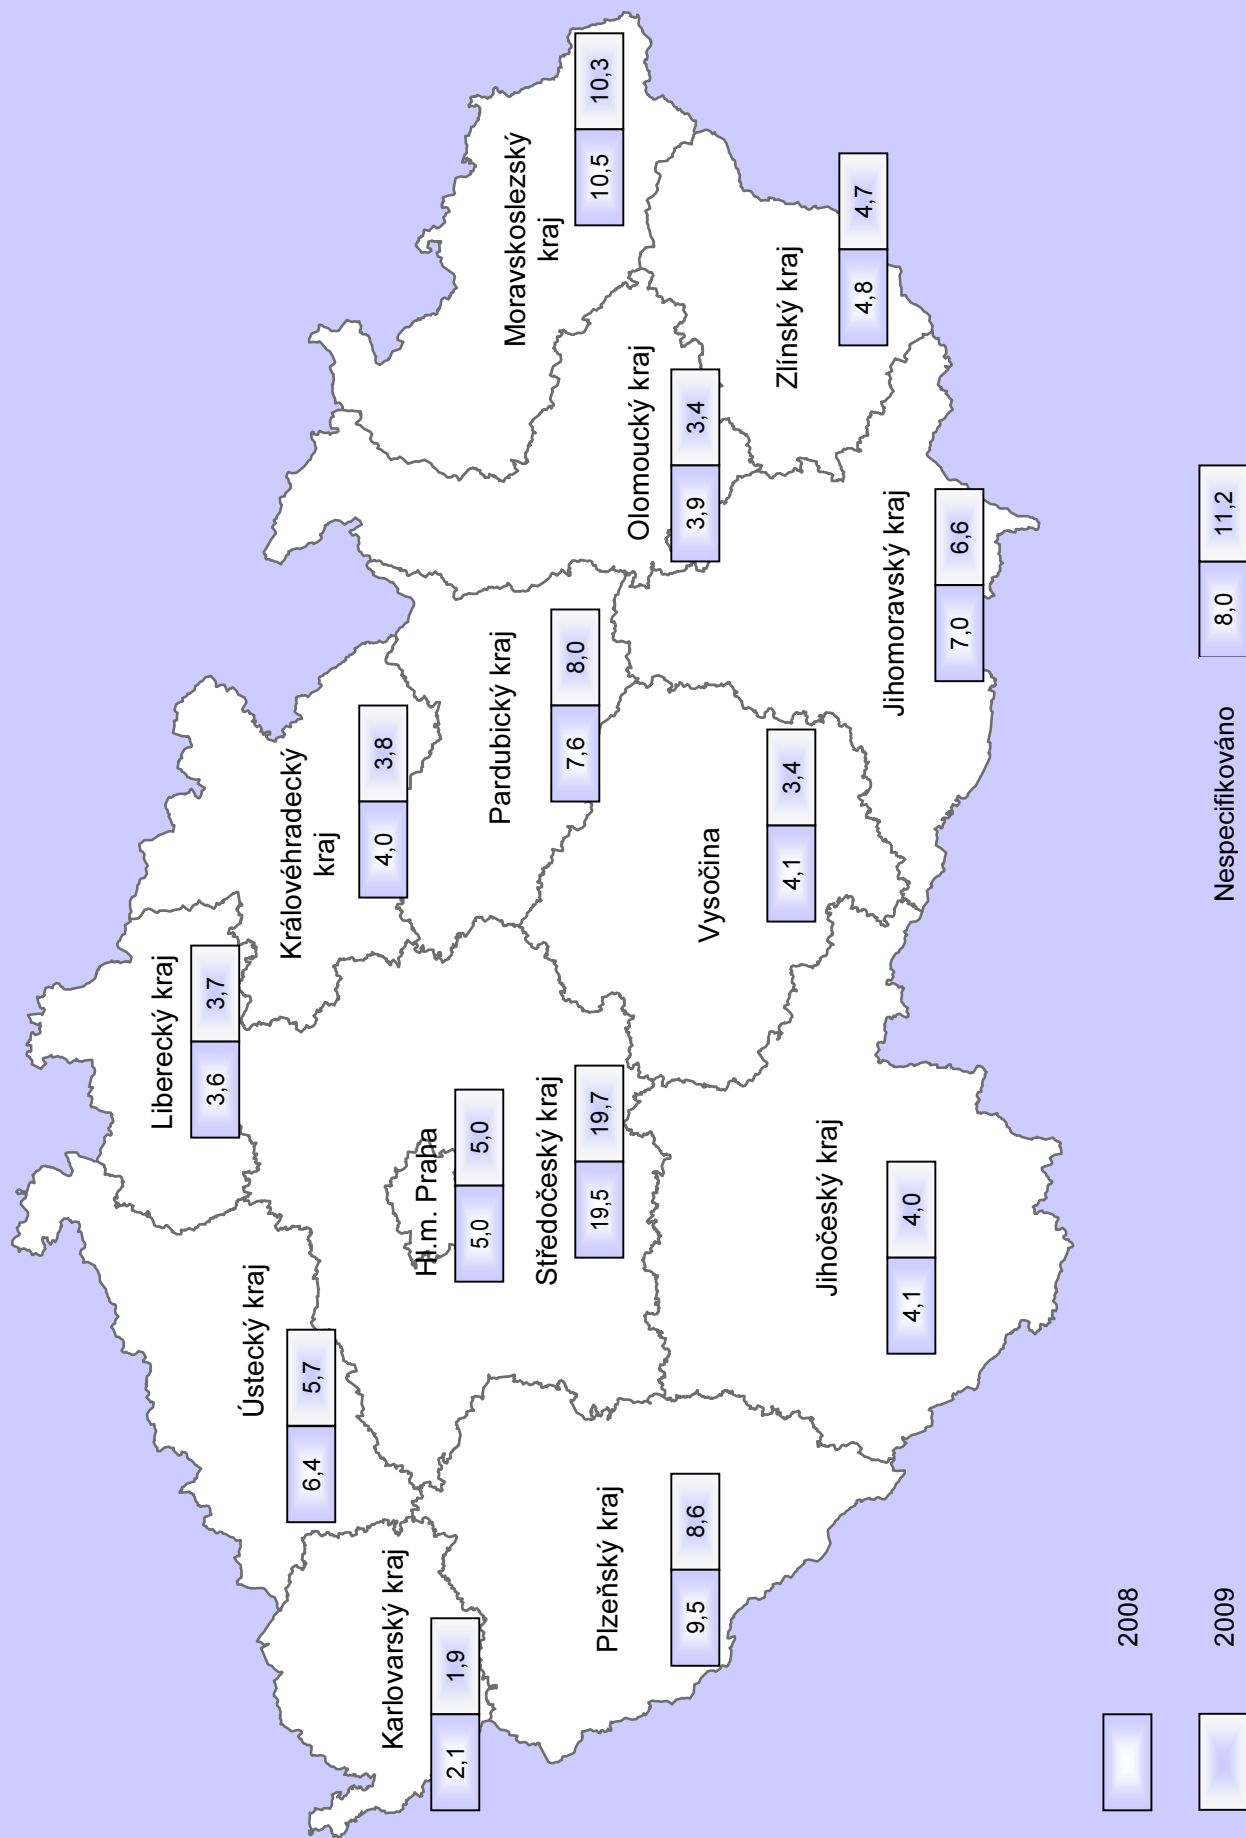 Liberecký kraj
3,6 3,7
Ústecký kraj
6,4 5,7
Královéhradecký
kraj
4,0 3,8
Karlovarský kraj
2,1 1,9
Hl.m. Praha
5,0 5,0
Středočeský kraj
19,5 19,7
Pardubický kraj
7,6 8,0
Moravskoslezský
kraj
10,5 10,3
Plzeňský kraj
9,5 8,6
Olomoucký kraj
3,9 3,4
Vysočina
4,1 3,4
Zlínský kraj
4,8 4,7
Jihočeský kraj
4,1 4,0
Jihomoravský kraj
7,0 6,6
2008
2009
Nespecifikováno
8,0 11,2